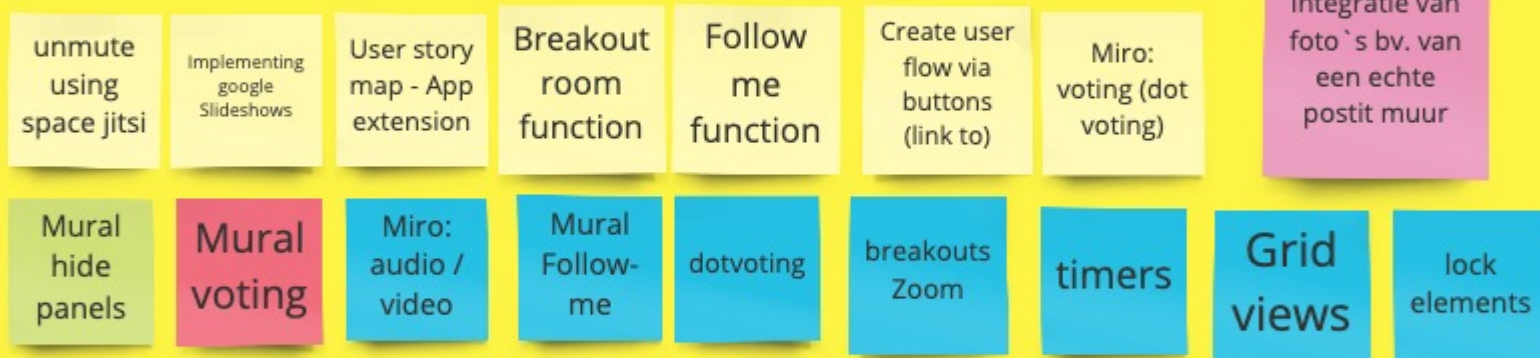 unmute
using
space jitsi
Implementing
google
Slideshows
User story
map - App
extension
Breakout
room
function
Follow
me
function
Create user
flow via
buttons
(link to)
Miro:
voting (dot
voting)
integratie van
foto`s bv. van
een echte
postit muur
Mural
hide
panels
Mural
voting
Miro:
audio /
video
Mural
Follow-
me
dotvoting
breakouts
Zoom
timers
Grid
views
lock
elements